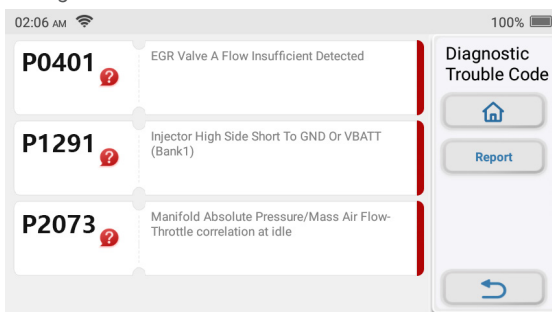 02:06 AM
100%
P0401
EGR Valve A Flow Insufficient Detected
P1291
Injector High Side Short To GND Or VBATT
(Bank1)
P2073
Manifold Absolute Pressure/Mass Air Flow-
Throttle correlation at idle
Diagnostic
Trouble Code
Report